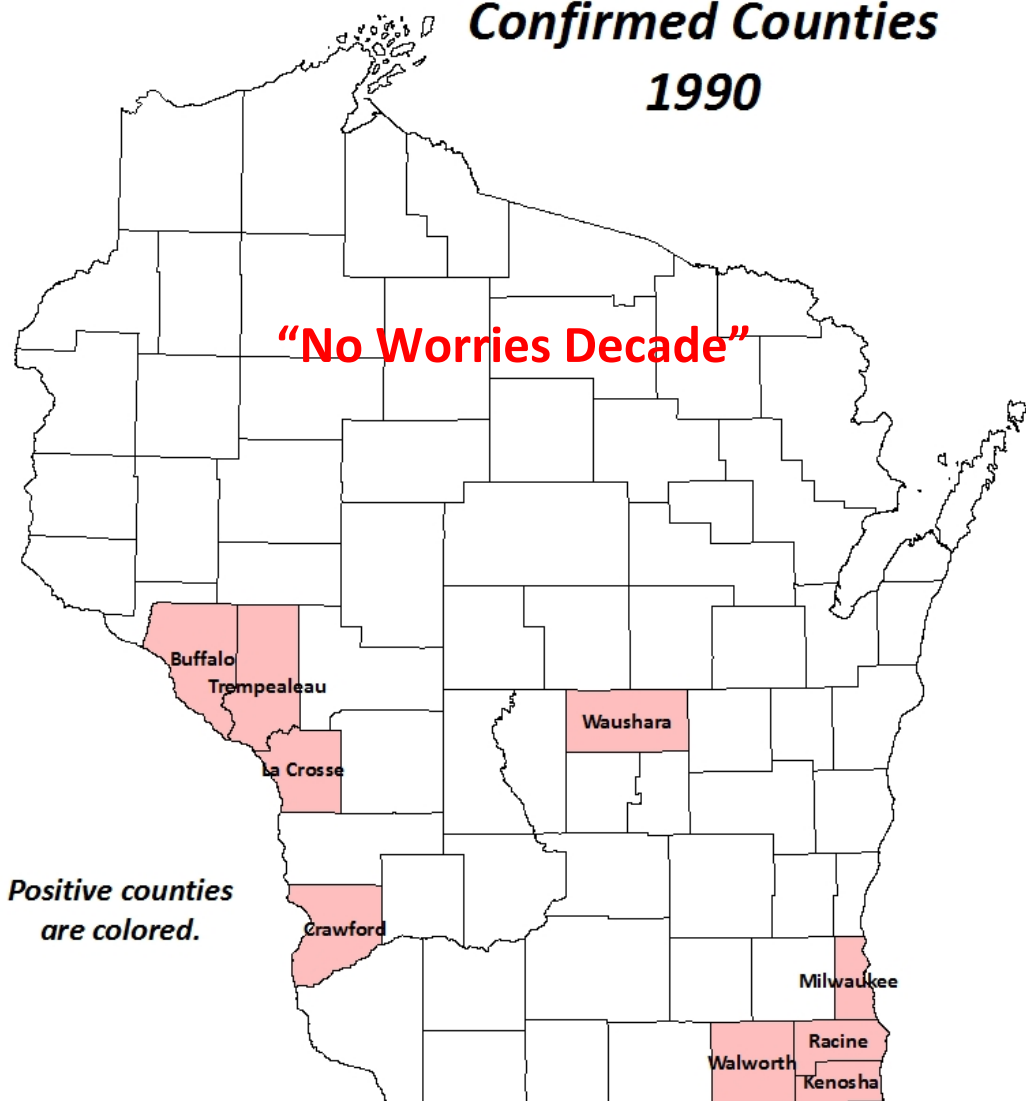 Confirmed Counties
1990
“No Worries Decade”
Buffalo
Trempealeau
Waushara
La Crosse
Positive counties
are colored.
Crawford
Milwaukee
Racine
Walworth
Kenosha